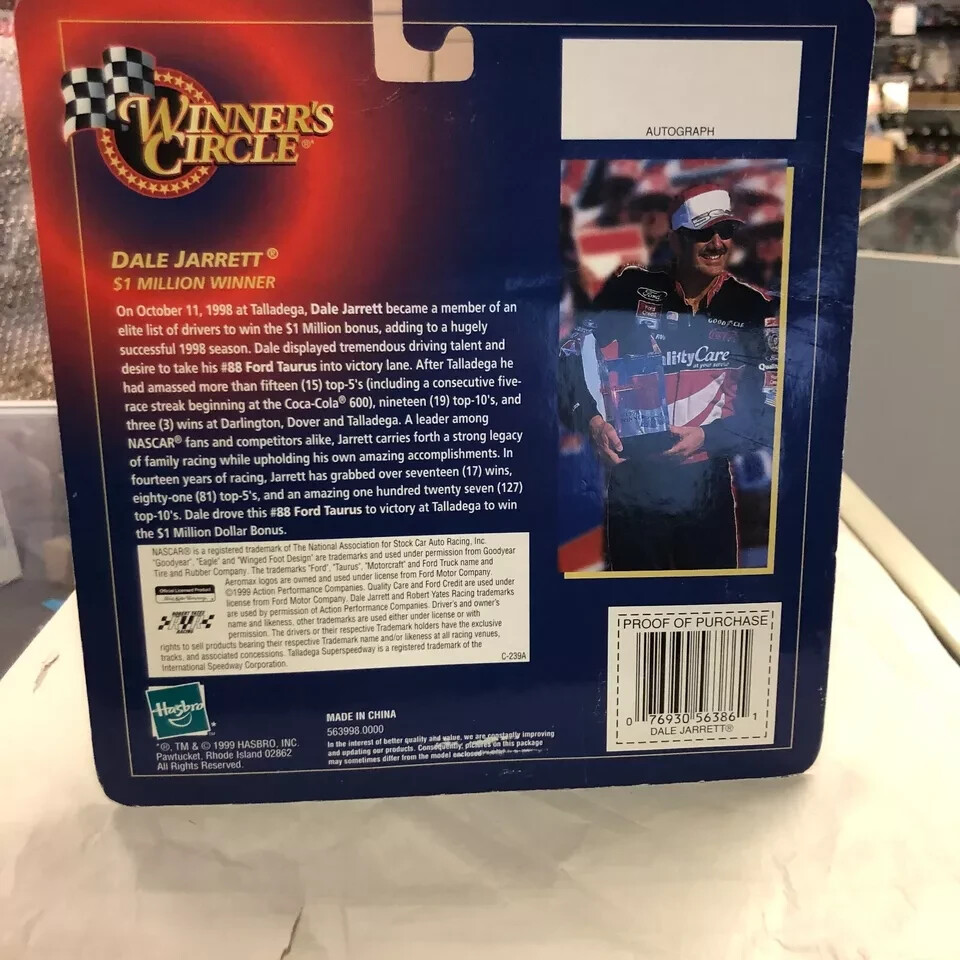 WINNER'S
CIRCLE®
AUTOGRAPH
DALE JARRETT®
$1 MILLION WINNER
On October 11, 1998 at Talladega, Dale Jarrett became a member of an
elite list of drivers to win the $1 Million bonus, adding to a hugely
successful 1998 season. Dale displayed tremendous driving talent and
desire to take his #88 Ford Taurus into victory lane. After Talladega he
had amassed more than fifteen (15) top-5's (including a consecutive five-
race streak beginning at the Coca-Cola® 600), nineteen (19) top-10's, and
three (3) wins at Darlington, Dover and Talladega. A leader among
NASCAR® fans and competitors alike, Jarrett carries forth a strong legacy
of family racing while upholding his own amazing accomplishments. In
fourteen years of racing, Jarrett has grabbed over seventeen (17) wins,
eighty-one (81) top-5's, and an amazing one hundred twenty seven (127)
top-10's. Dale drove this #88 Ford Taurus to victory at Talladega to win
the $1 Million Dollar Bonus.
Ford
GOODYEAR
lityCare
at your service
NASCAR® is a registered trademark of The National Association for Stock Car Auto Racing, Inc.
"Goodyear", "Eagle" and "Winged Foot Design" are trademarks and used under permission from Goodyear
Tire and Rubber Company. The trademarks "Ford", "Taurus", "Motorcraft" and Ford Truck name and
Aeromax logos are owned and used under license from Ford Motor Company.
©1999 Action Performance Companies. Quality Care and Ford Credit are used under
license from Ford Motor Company. Dale Jarrett and Robert Yates Racing trademarks
are used by permission of Action Performance Companies. Driver's and owner's
name and likeness, other trademarks are used either under license or with
permission. The drivers or their respective Trademark holders have the exclusive
rights to sell products bearing their respective Trademark name and/or likeness at all racing venues,
tracks, and associated concessions. Talladega Superspeedway is a registered trademark of the
International Speedway Corporation.
C-239A
Official Licensed Product
ROBERT YATES
RACING
PROOF OF PURCHASE
0 76930 56386 1
DALE JARRETT®
Hasbro
*®, TM & © 1999 HASBRO, INC.
Pawtucket, Rhode Island 02862
All Rights Reserved.
MADE IN CHINA
563998.0000
In the interest of better quality and value, we are constantly improving
and updating our products. Consequently, pictures on this package
may sometimes differ from the model enclosed